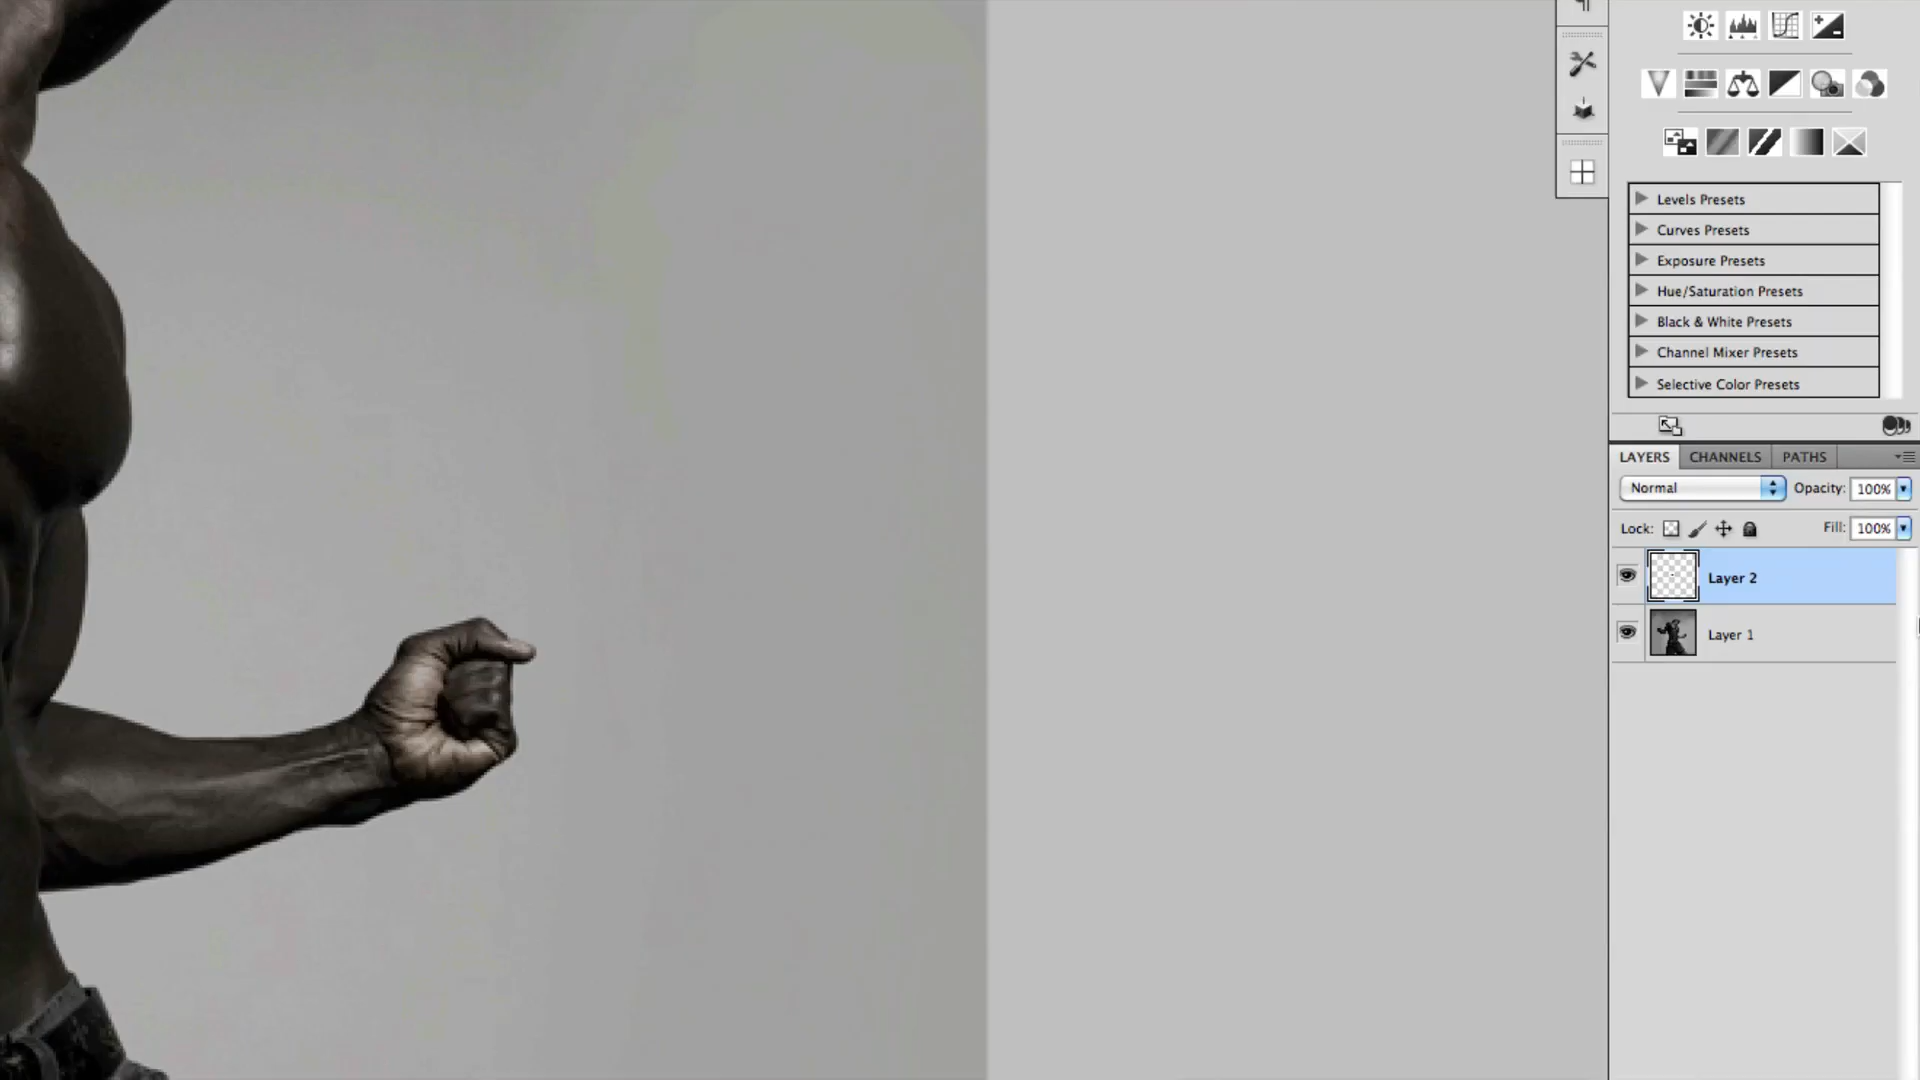 Levels Presets
Curves Presets
Exposure Presets
Hue/Saturation Presets
Black & White Presets
Channel Mixer Presets
Selective Color Presets
LAYERS CHANNELS PATHS
Normal Opacity: 100%
Lock: Fill: 100%
Layer 2
Layer 1